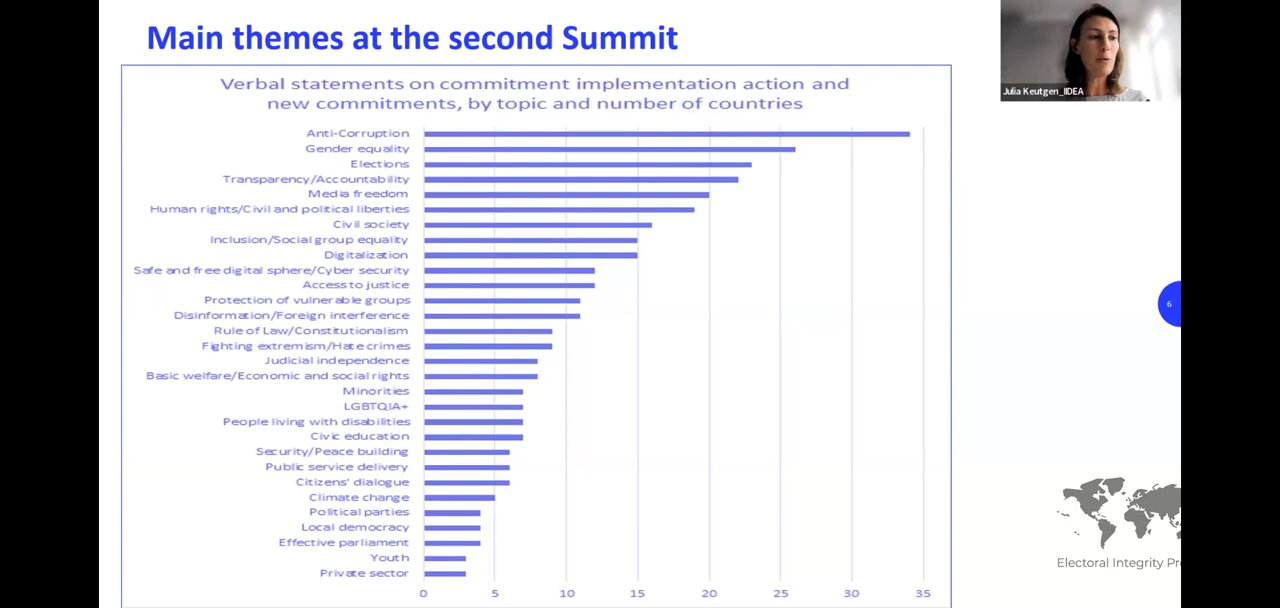 Main themes at the second Summit
Verbal statements on commitment implementation action and
new commitments, by topic and number of countries
Anti-Corruption
Gender equality
Elections
Transparency/Accountability
Media freedom
Human rights/Civil and political liberties
Civil society
Inclusion/Social group equality
Digitalization
Safe and free digital sphere/Cyber security
Access to justice
Protection of vulnerable groups
Disinformation/Foreign interference
Rule of Law/Constitutionalism
Fighting extremism/Hate crimes
Judicial independence
Basic welfare/Economic and social rights
Minorities
LGBTQIA+
People living with disabilities
Civic education
Security/Peace building
Public service delivery
Citizens' dialogue
Climate change
Political parties
Local democracy
Effective parliament
Youth
Private sector
0 5 10 15 20 25 30 35
Julia Keutgen_IIDEA
6
Electoral Integrity Pr